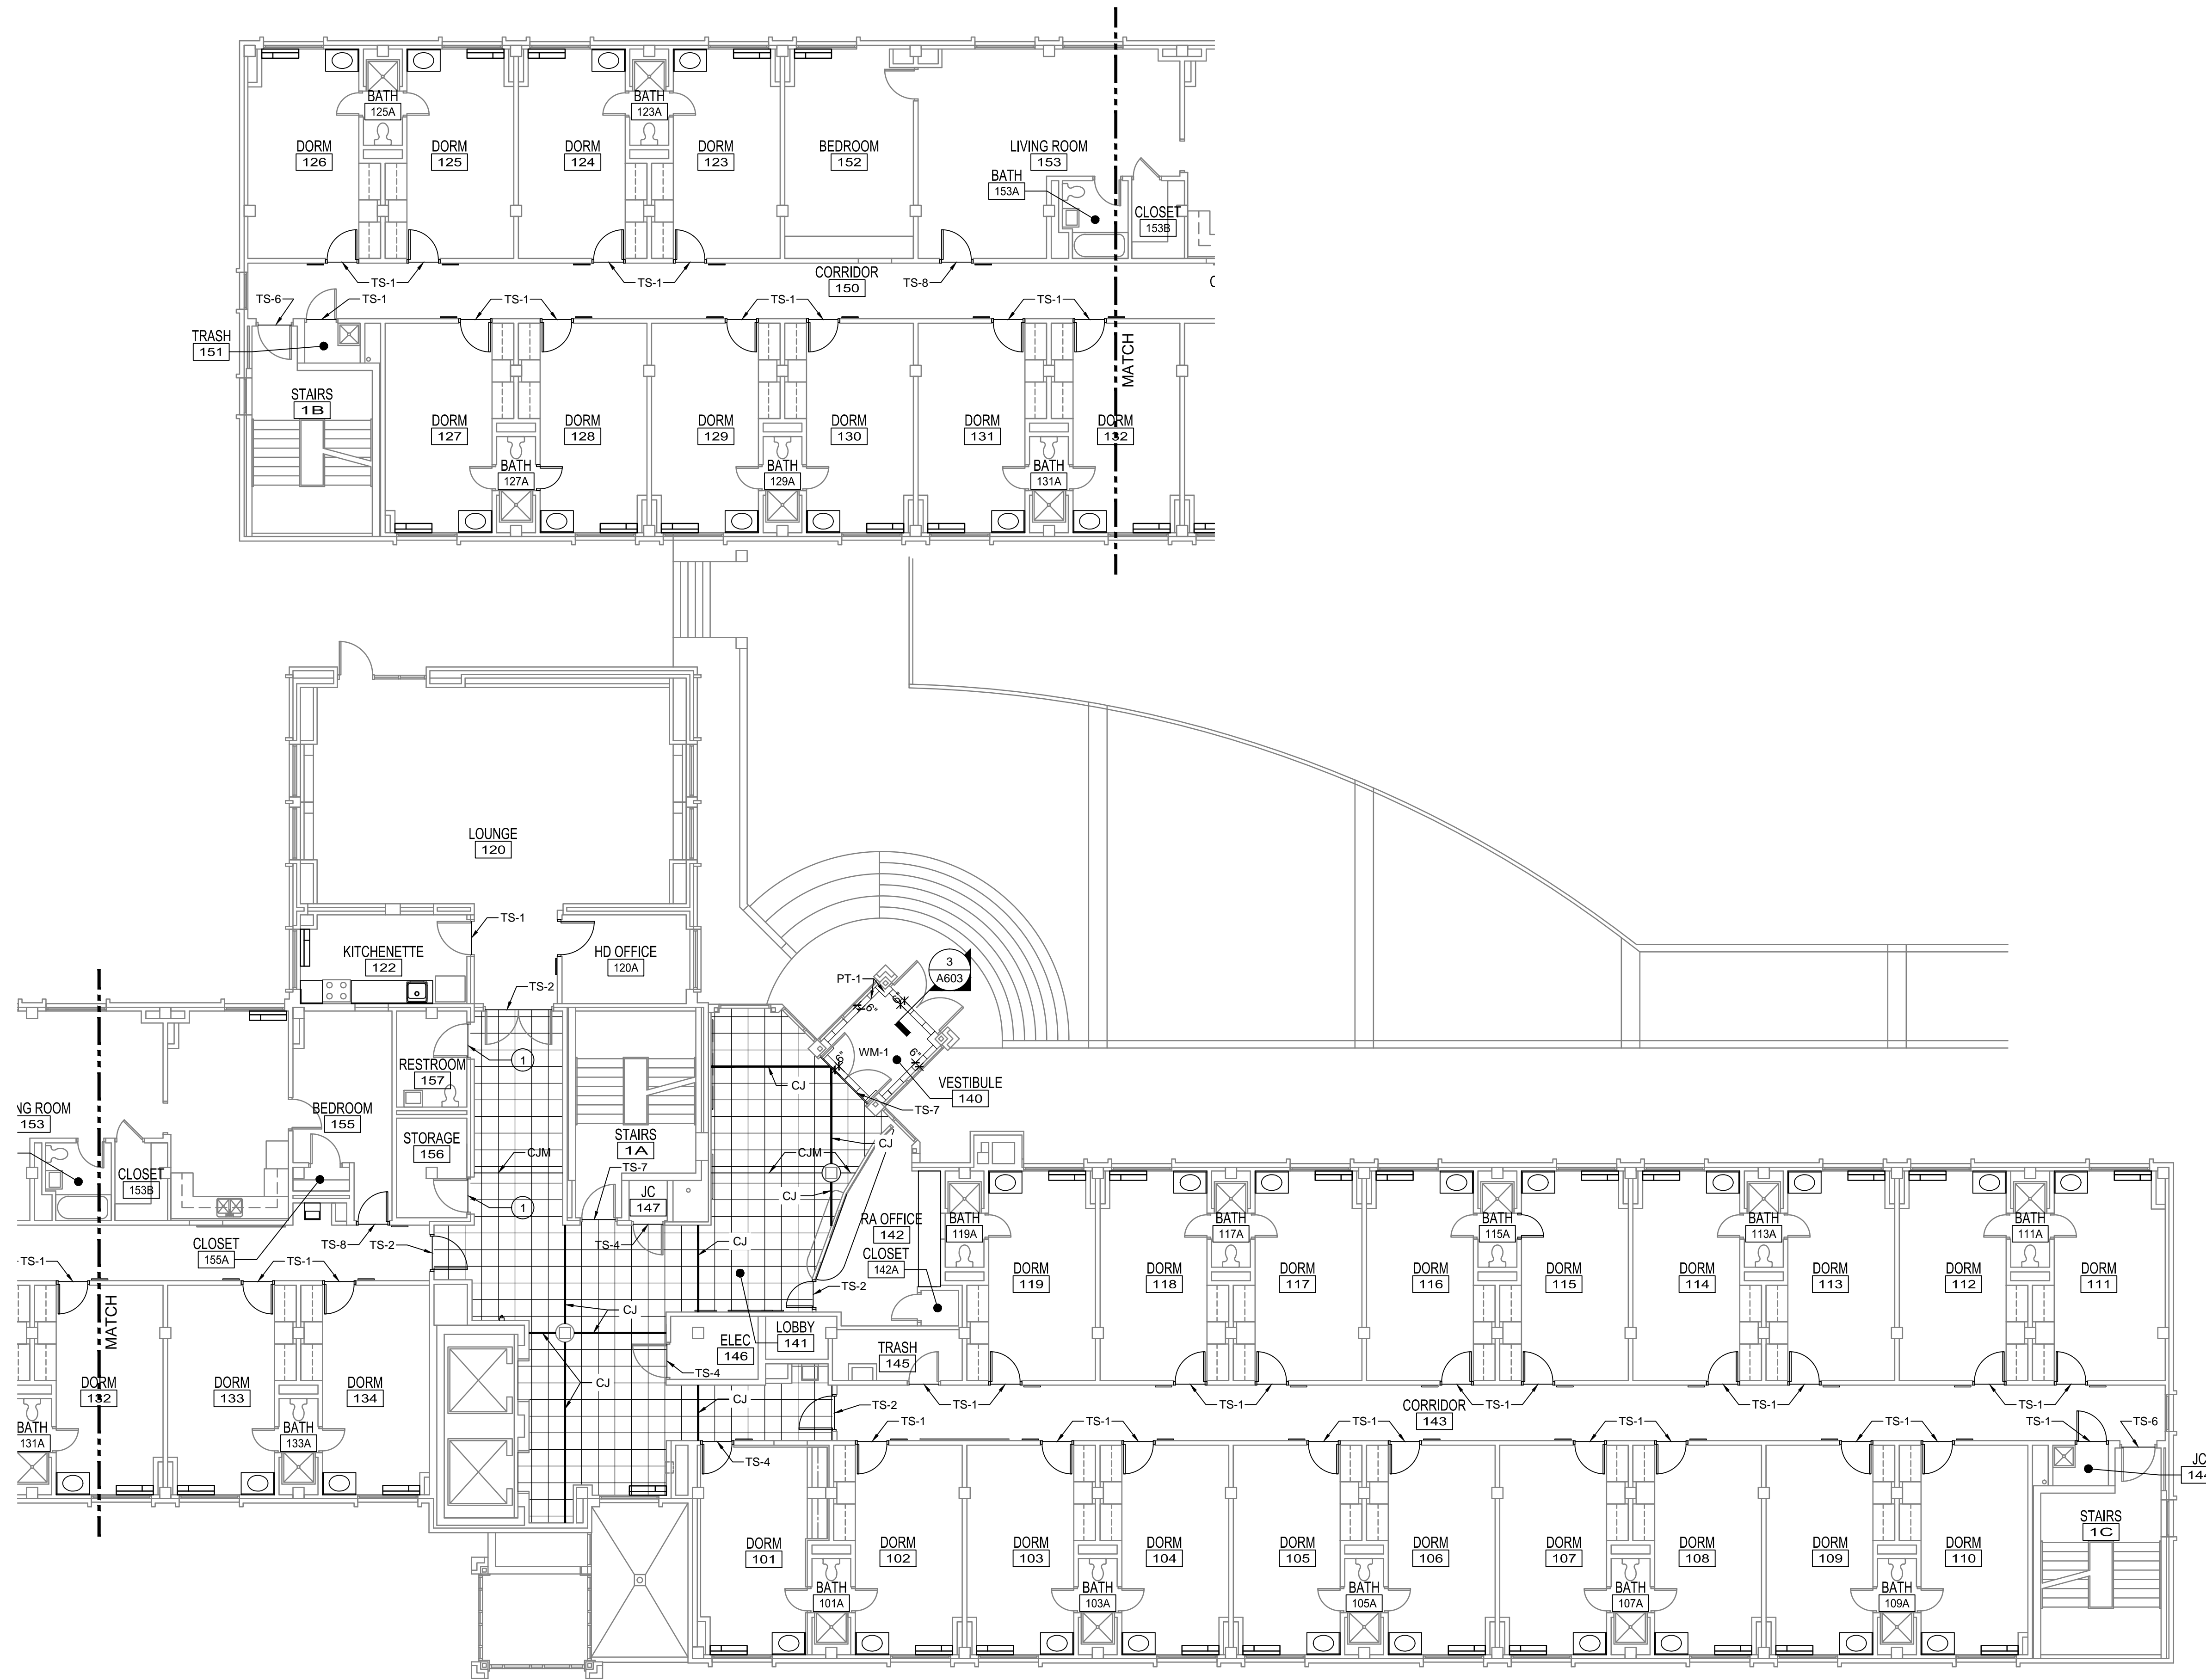 BATH
125A
BATH
123A
DORM
126
DORM
125
DORM
124
DORM
123
BEDROOM
152
LIVING ROOM
153
BATH
153A
CLOSET
153B
TS-1
TS-1
CORRIDOR
150
TS-8
TS-6
TS-1
TS-1
TS-1
TS-1
TRASH
151
MATCH
STAIRS
1B
DORM
127
DORM
128
DORM
129
DORM
130
DORM
131
DORM
132
BATH
127A
BATH
129A
BATH
131A
LOUNGE
120
TS-1
KITCHENETTE
122
HD OFFICE
120A
3
A603
PT-1
TS-2
6"
6"
6"
6"
WM-1
1
RESTROOM
157
CJ
VESTIBULE
140
TS-7
NG ROOM
153
BEDROOM
155
STORAGE
156
STAIRS
1A
CJ
CJM
CJM
TS-7
CLOSET
153B
JC
147
CJ
1
RA OFFICE
142
BATH
119A
BATH
117A
BATH
115A
BATH
113A
BATH
111A
CLOSET
155A
TS-8
TS-2
TS-4
CJ
CLOSET
142A
TS-1
TS-1
DORM
119
DORM
118
DORM
117
DORM
116
DORM
115
DORM
114
DORM
113
DORM
112
DORM
111
TS-2
MATCH
CJ
ELEC
146
LOBBY
141
TRASH
145
TS-4
DORM
132
DORM
133
DORM
134
CJ
CJ
TS-2
TS-1
TS-1
TS-1
TS-1
TS-1
CORRIDOR
143
TS-1
TS-1
TS-1
TS-1
TS-1
TS-1
TS-6
BATH
131A
BATH
133A
TS-4
JC
144
STAIRS
1C
DORM
101
DORM
102
DORM
103
DORM
104
DORM
105
DORM
106
DORM
107
DORM
108
DORM
109
DORM
110
BATH
101A
BATH
103A
BATH
105A
BATH
107A
BATH
109A